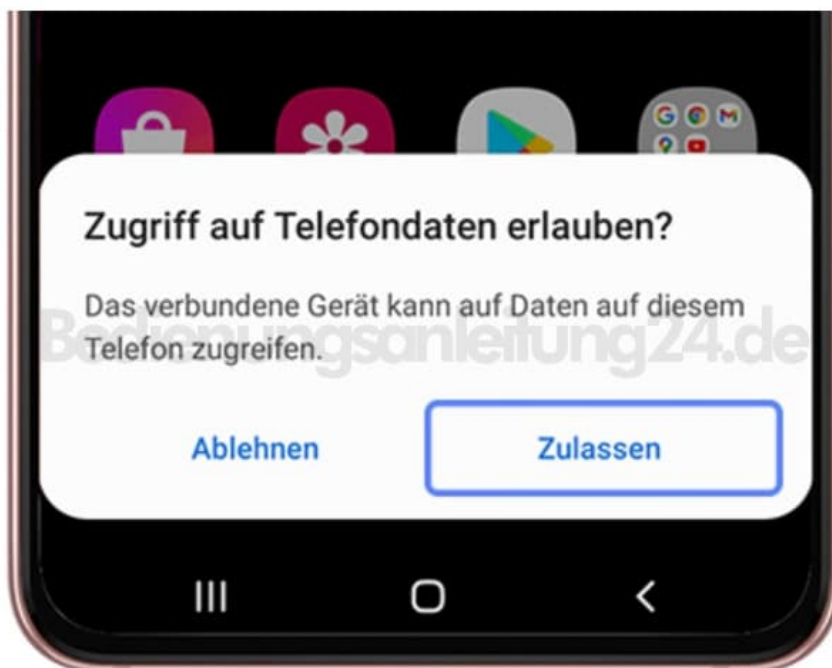 Zugriff auf Telefondaten erlauben?
Das verbundene Gerät kann auf Daten auf diesem
Telefon zugreifen.
Bedienungsanleitung24.de
Ablehnen Zulassen